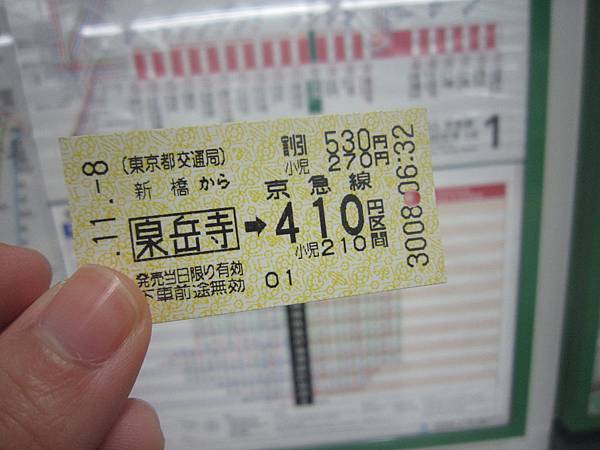 .11.-8
(東京都交通局)
新橋から
割引 530円
小児 270円
京急線
泉岳寺➡410円区間
小児210
発売当日限り有効
下車前途無効
01
3008 06:32
1